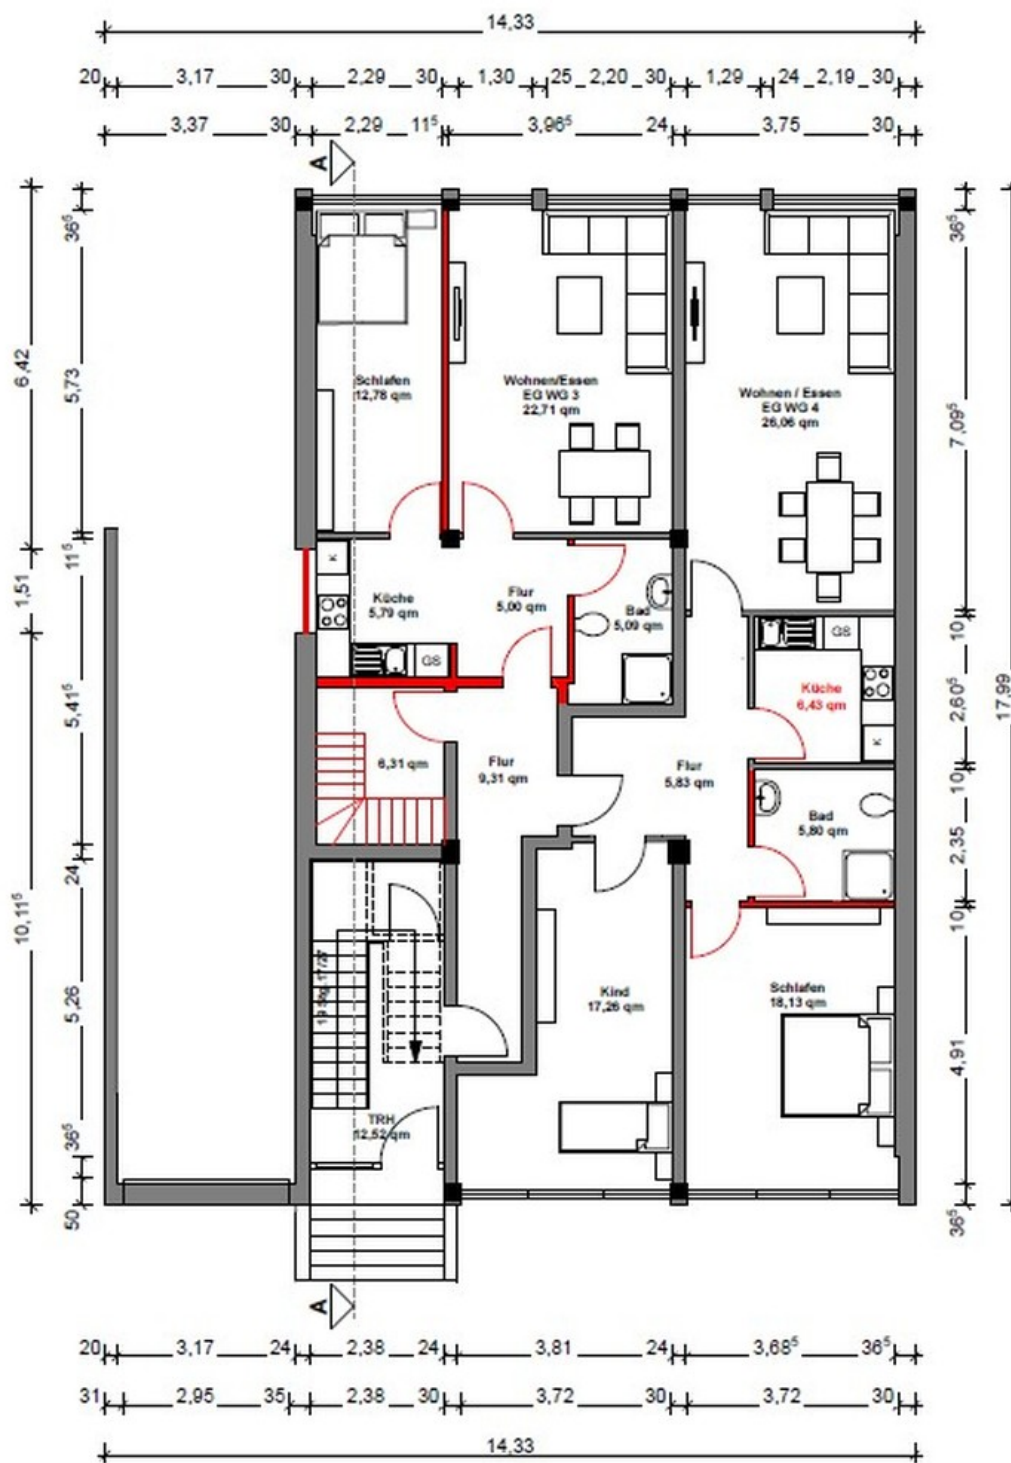 14,33
20 3,17 30 2,29 30 1,30 25 2,20 30 1,29 24 2,19 30
3,37 30 2,29 11⁵ 3,96⁵ 24 3,75 30
A
36⁵
36⁵
6,42
5,73
7,09⁵
17,99
Schlafen
12,78 qm
Wohnen/Essen
EG WG 3
22,71 qm
Wohnen / Essen
EG WG 4
26,06 qm
11⁵
1,51
K
Küche
5,79 qm
Flur
5,00 qm
Bad
5,09 qm
GS
GS
10
Küche
6,43 qm
K
2,60⁵
5,41⁵
6,31 qm
Flur
9,31 qm
Flur
5,83 qm
10
Bad
5,80 qm
2,35
24
10,11⁵
10
5,26
Kind
17,26 qm
Schlafen
18,13 qm
4,91
TRH
12,52 qm
36⁵
50
36⁵
A
20 3,17 24 2,38 24 3,81 24 3,68⁵ 36⁵
31 2,95 35 2,38 30 3,72 30 3,72 30
14,33